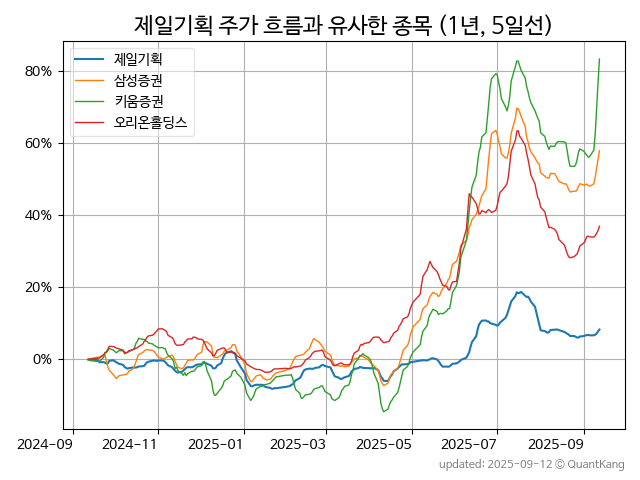 제일기획 주가 흐름과 유사한 종목 (1년, 5일선)
제일기획
삼성증권
키움증권
오리온홀딩스
80%
60%
40%
20%
0%
2024-09 2024-11 2025-01 2025-03 2025-05 2025-07 2025-09
updated: 2025-09-12 © QuantKang